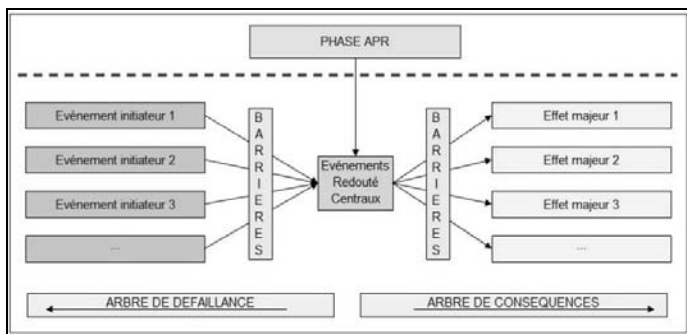 PHASE APR
Evénement initiateur 1
Evénement initiateur 2
Evénement initiateur 3
...
BARRIERES
Evénements
Redouté
Centraux
BARRIERES
Effet majeur 1
Effet majeur 2
Effet majeur 3
...
ARBRE DE DEFAILLANCE
ARBRE DE CONSEQUENCES